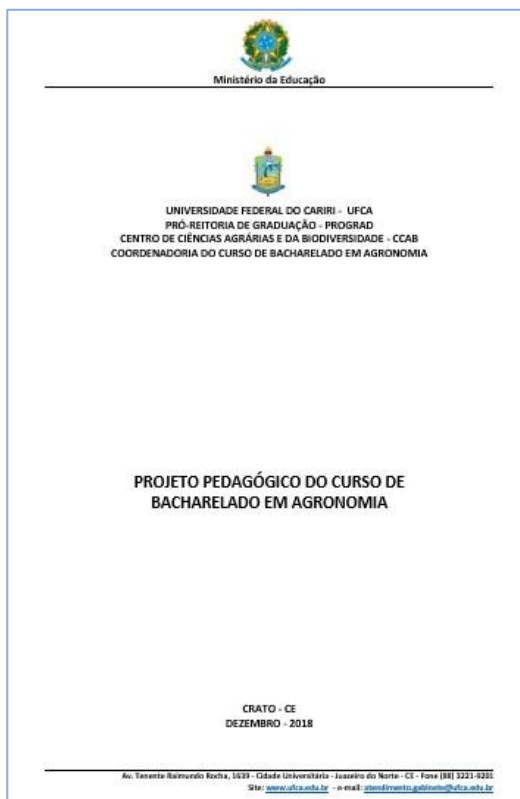 Ministério da Educação
UNIVERSIDADE FEDERAL DO CARIRI - UFCA
PRÓ-REITORIA DE GRADUAÇÃO - PROGRAD
CENTRO DE CIÊNCIAS AGRÁRIAS E DA BIODIVERSIDADE - CCAB
COORDENADORIA DO CURSO DE BACHARELADO EM AGRONOMIA
PROJETO PEDAGÓGICO DO CURSO DE
BACHARELADO EM AGRONOMIA
CRATO - CE
DEZEMBRO - 2018
Av. Tenente Raimundo Rocha, 1639 - Cidade Universitária - Juazeiro do Norte - CE - Fone (88) 3221-9201
Site: www.ufca.edu.br - e-mail: atendimento.gabinete@ufca.edu.br